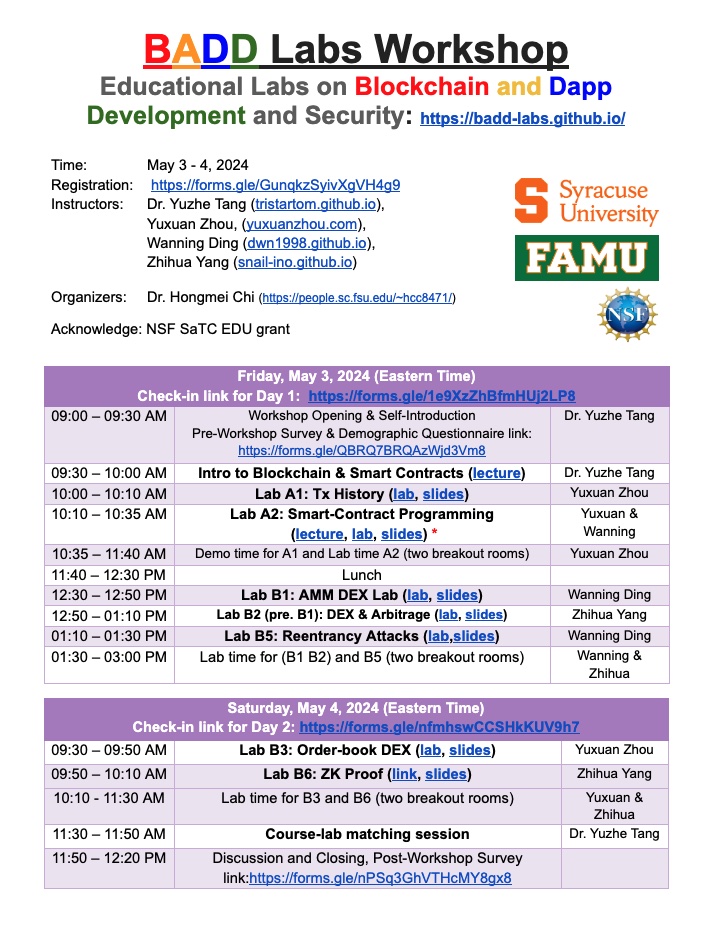 BADD Labs Workshop
Educational Labs on Blockchain and Dapp
Development and Security: https://badd-labs.github.io/
Time: May 3 - 4, 2024
Registration: https://forms.gle/GunqkzSyivXgVH4g9
Instructors: Dr. Yuzhe Tang (tristartom.github.io),
Yuxuan Zhou, (yuxuanzhou.com),
Wanning Ding (dwn1998.github.io),
Zhihua Yang (snail-ino.github.io)
Syracuse
University
FAMU
NSF
Organizers: Dr. Hongmei Chi (https://people.sc.fsu.edu/~hcc8471/)
Acknowledge: NSF SaTC EDU grant
Friday, May 3, 2024 (Eastern Time)
Check-in link for Day 1: https://forms.gle/1e9XzZhBfmHUj2LP8
09:00 – 09:30 AM Workshop Opening & Self-Introduction Dr. Yuzhe Tang
Pre-Workshop Survey & Demographic Questionnaire link:
https://forms.gle/QBRQ7BRQAzWjd3Vm8
09:30 – 10:00 AM Intro to Blockchain & Smart Contracts (lecture) Dr. Yuzhe Tang
10:00 – 10:10 AM Lab A1: Tx History (lab, slides) Yuxuan Zhou
10:10 – 10:35 AM Lab A2: Smart-Contract Programming Yuxuan &
(lecture, lab, slides) * Wanning
10:35 – 11:40 AM Demo time for A1 and Lab time A2 (two breakout rooms) Yuxuan Zhou
11:40 – 12:30 PM Lunch
12:30 – 12:50 PM Lab B1: AMM DEX Lab (lab, slides) Wanning Ding
12:50 – 01:10 PM Lab B2 (pre. B1): DEX & Arbitrage (lab, slides) Zhihua Yang
01:10 – 01:30 PM Lab B5: Reentrancy Attacks (lab,slides) Wanning Ding
01:30 – 03:00 PM Lab time for (B1 B2) and B5 (two breakout rooms) Wanning &
Zhihua
Saturday, May 4, 2024 (Eastern Time)
Check-in link for Day 2: https://forms.gle/nfmhswCCSHkKUV9h7
09:30 – 09:50 AM Lab B3: Order-book DEX (lab, slides) Yuxuan Zhou
09:50 – 10:10 AM Lab B6: ZK Proof (link, slides) Zhihua Yang
10:10 - 11:30 AM Lab time for B3 and B6 (two breakout rooms) Yuxuan &
Zhihua
11:30 – 11:50 AM Course-lab matching session Dr. Yuzhe Tang
11:50 – 12:20 PM Discussion and Closing, Post-Workshop Survey
link:https://forms.gle/nPSq3GhVTHcMY8gx8